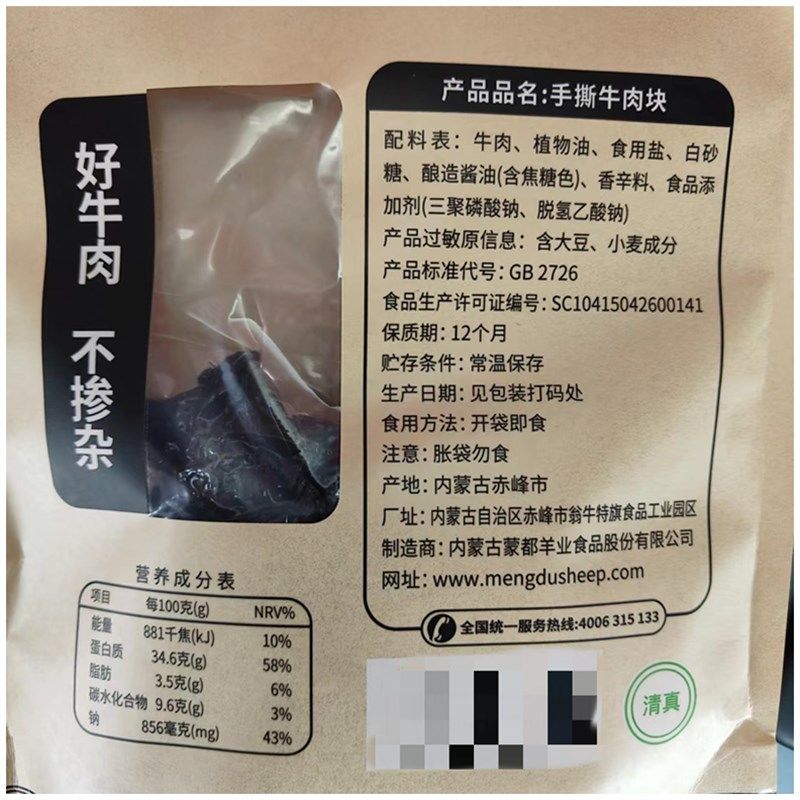 好牛肉 不掺杂
产品品名:手撕牛肉块
配料表：牛肉、植物油、食用盐、白砂
糖、酿造酱油(含焦糖色)、香辛料、食品添
加剂(三聚磷酸钠、脱氢乙酸钠)
产品过敏原信息：含大豆、小麦成分
产品标准代号：GB 2726
食品生产许可证编号：SC10415042600141
保质期：12个月
贮存条件：常温保存
生产日期：见包装打码处
食用方法：开袋即食
注意：胀袋勿食
产地：内蒙古赤峰市
厂址：内蒙古自治区赤峰市翁牛特旗食品工业园区
制造商：内蒙古蒙都羊业食品股份有限公司
网址：www.mengdusheep.com
全国统一服务热线:4006 315 133
营养成分表
项目 每100克(g) NRV%
能量 881千焦(kJ) 10%
蛋白质 34.6克(g) 58%
脂肪 3.5克(g) 6%
碳水化合物 9.6克(g) 3%
钠 856毫克(mg) 43%
清真